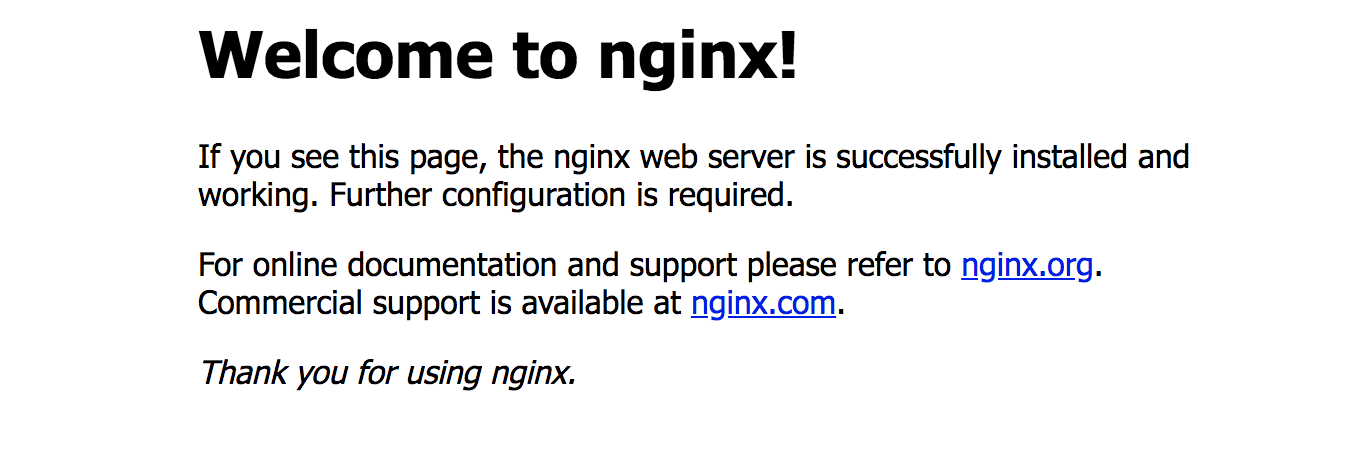 Welcome to nginx!
If you see this page, the nginx web server is successfully installed and
working. Further configuration is required.
For online documentation and support please refer to nginx.org.
Commercial support is available at nginx.com.
Thank you for using nginx.